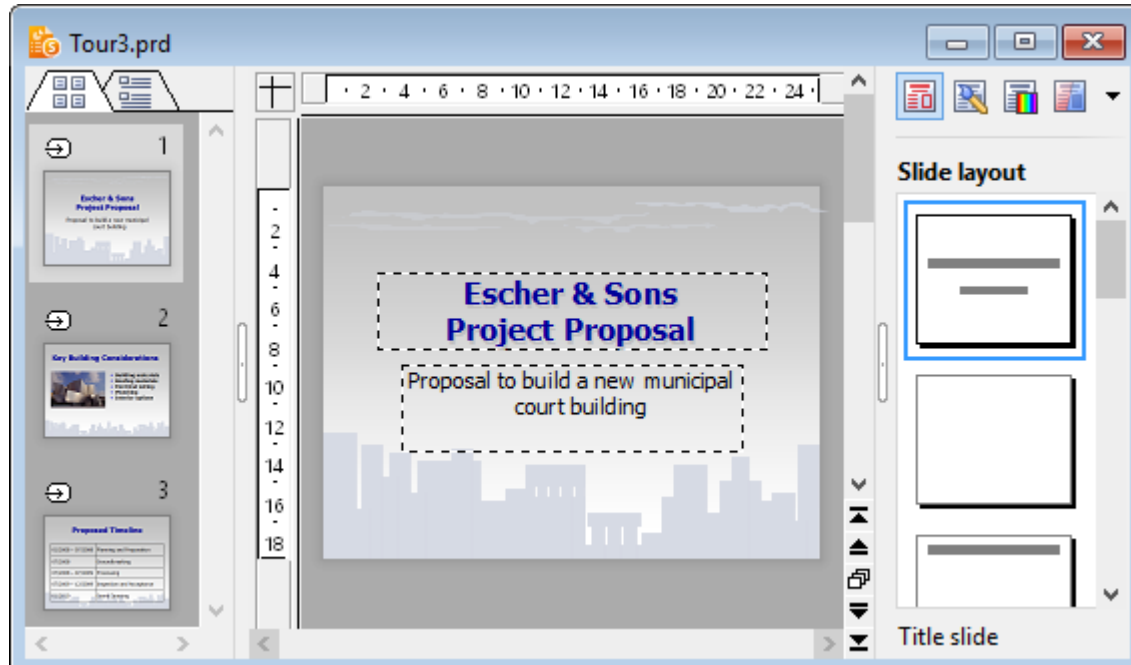 Tour3.prd
2 4 6 8 10 12 14 16 18 20 22 24
1
Escher & Sons
Project Proposal
Proposal to build a new municipal
court building
2
Key Building Considerations
3
Proposed Timeline
2
4
6
8
10
12
14
16
18
Escher & Sons
Project Proposal
Proposal to build a new municipal
court building
Slide layout
Title slide